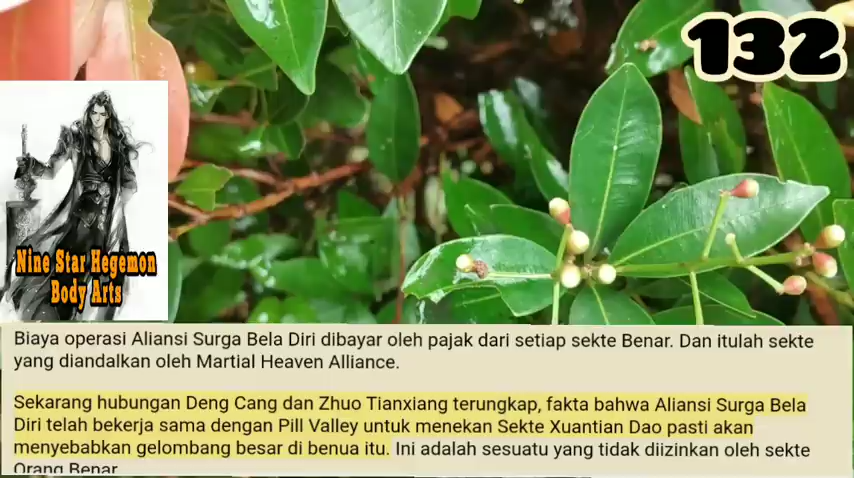 132
Nine Star Hegemon
Body Arts
Biaya operasi Aliansi Surga Bela Diri dibayar oleh pajak dari setiap sekte Benar. Dan itulah sekte
yang diandalkan oleh Martial Heaven Alliance.
Sekarang hubungan Deng Cang dan Zhuo Tianxiang terungkap, fakta bahwa Aliansi Surga Bela
Diri telah bekerja sama dengan Pill Valley untuk menekan Sekte Xuantian Dao pasti akan
menyebabkan gelombang besar di benua itu. Ini adalah sesuatu yang tidak diizinkan oleh sekte
Orang Benar